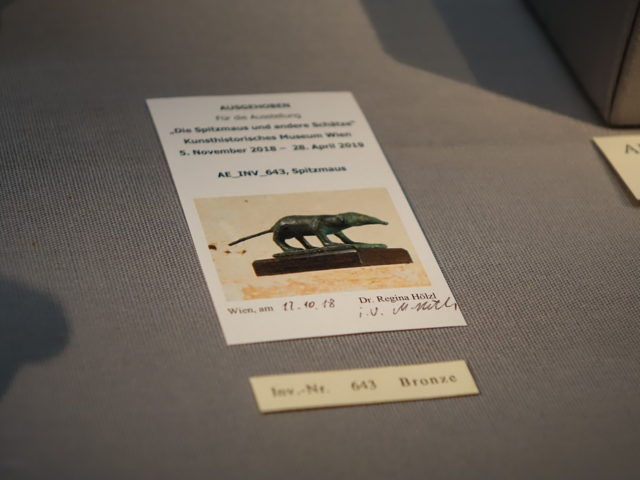 AUSGEHOBEN
Für die Ausstellung
„Die Spitzmaus und andere Schätze"
Kunsthistorisches Museum Wien
5. November 2018 – 28. April 2019
AE_INV_643, Spitzmaus
Wien, am 17.10.18
Dr. Regina Hölzl
i.V.
Inv.-Nr. 643 Bronze